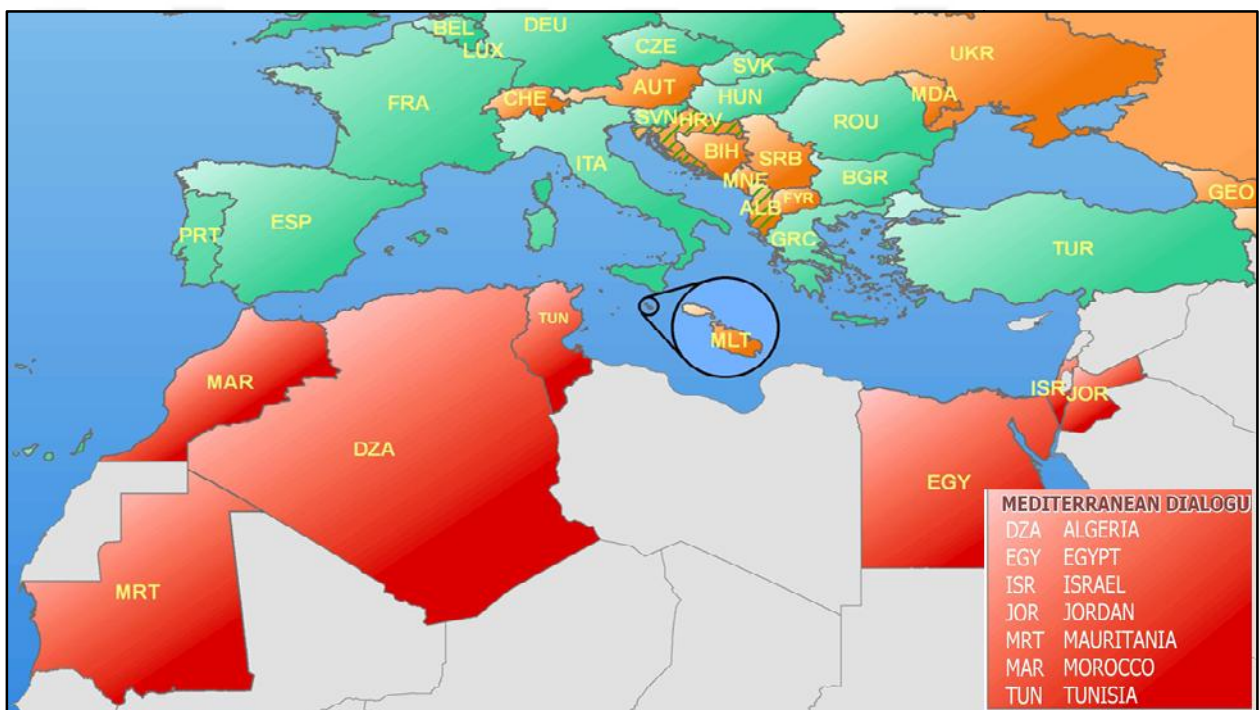 BEL
DEU
LUX
CZE
UKR
SVK
FRA
CHE
AUT
HUN
MDA
SVN
HRV
ROU
ITA
BIH
SRB
MNE
BGR
GEO
ALB
FYR
PRT
ESP
GRC
TUR
TUN
MLT
MAR
ISR
JOR
DZA
EGY
MRT
MEDITERRANEAN DIALOGU
DZA ALGERIA
EGY EGYPT
ISR ISRAEL
JOR JORDAN
MRT MAURITANIA
MAR MOROCCO
TUN TUNISIA